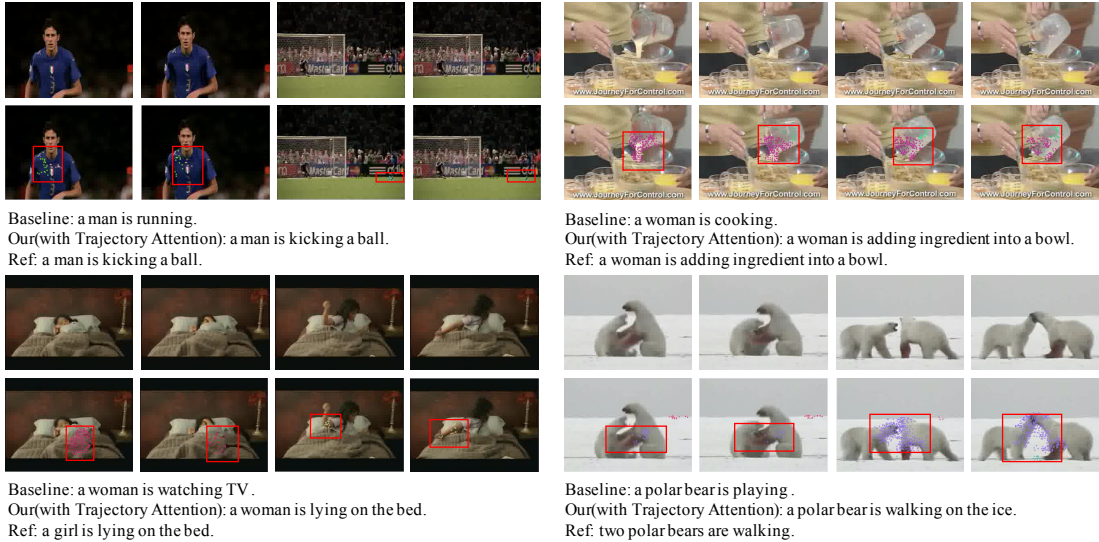 MasterCard
MasterCard
www.JourneyForControl.com
www.JourneyForControl.com
www.JourneyForControl.com
www.JourneyForControl.com
MasterCard
MasterCard
www.JourneyForControl.com
www.JourneyForControl.com
www.JourneyForControl.com
www.JourneyForControl.com
Baseline: a man is running.
Our(with Trajectory Attention): a man is kicking a ball.
Ref: a man is kicking a ball.
Baseline: a woman is cooking.
Our(with Trajectory Attention): a woman is adding ingredient into a bowl.
Ref: a woman is adding ingredient into a bowl.
Baseline: a woman is watching TV.
Our(with Trajectory Attention): a woman is lying on the bed.
Ref: a girl is lying on the bed.
Baseline: a polar bear is playing .
Our(with Trajectory Attention): a polar bear is walking on the ice.
Ref: two polar bears are walking.